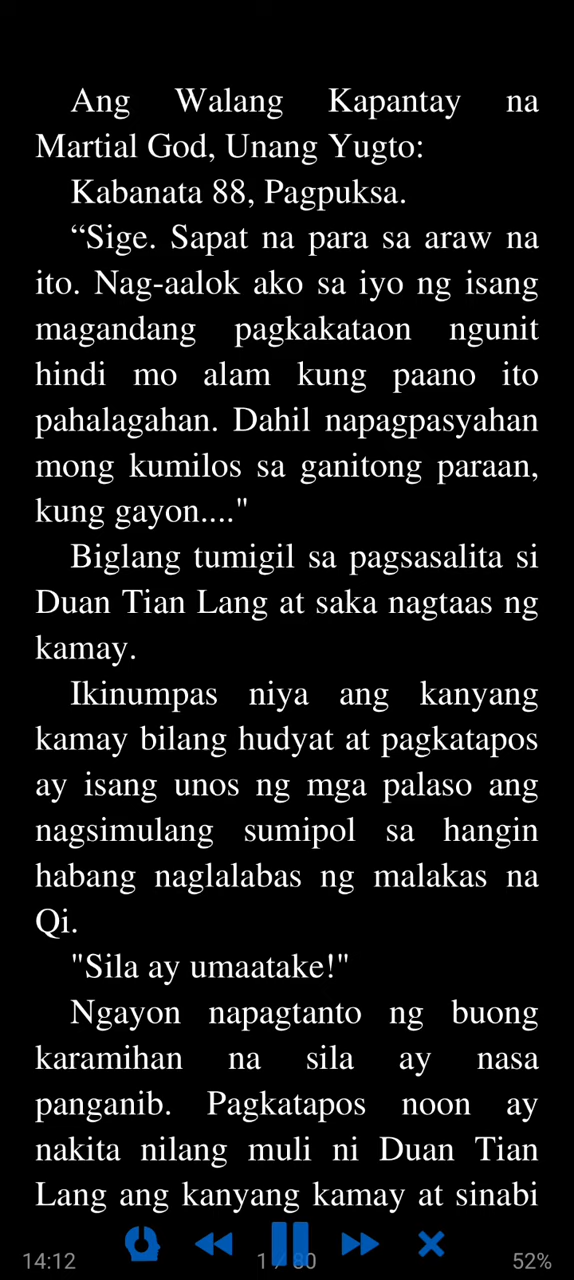 Ang Walang Kapantay na
Martial God, Unang Yugto:
Kabanata 88, Pagpuksa.
“Sige. Sapat na para sa araw na
ito. Nag-aalok ako sa iyo ng isang
magandang pagkakataon ngunit
hindi mo alam kung paano ito
pahalagahan. Dahil napagpasyahan
mong kumilos sa ganitong paraan,
kung gayon...."
Biglang tumigil sa pagsasalita si
Duan Tian Lang at saka nagtaas ng
kamay.
Ikinumpas niya ang kanyang
kamay bilang hudyat at pagkatapos
ay isang unos ng mga palaso ang
nagsimulang sumipol sa hangin
habang naglalabas ng malakas na
Qi.
"Sila ay umaatake!"
Ngayon napagtanto ng buong
karamihan na sila ay nasa
panganib. Pagkatapos noon ay
nakita nilang muli ni Duan Tian
Lang ang kanyang kamay at sinabi
14:12 1 / 80 52%